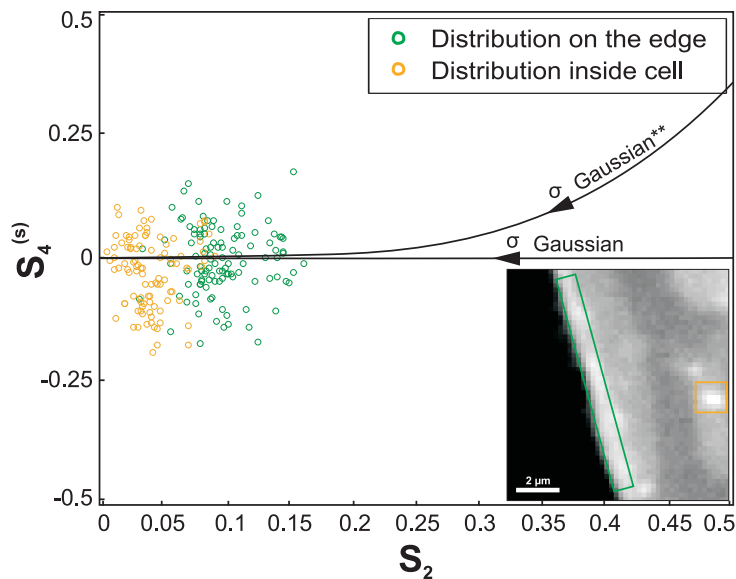 0.5
0.25
0
-0.25
-0.5
S4(s)
Distribution on the edge
Distribution inside cell
σ Gaussian**
σ Gaussian
2 µm
0 0.05 0.1 0.15 0.2 0.25 0.3 0.35 0.4 0.45 0.5
S2